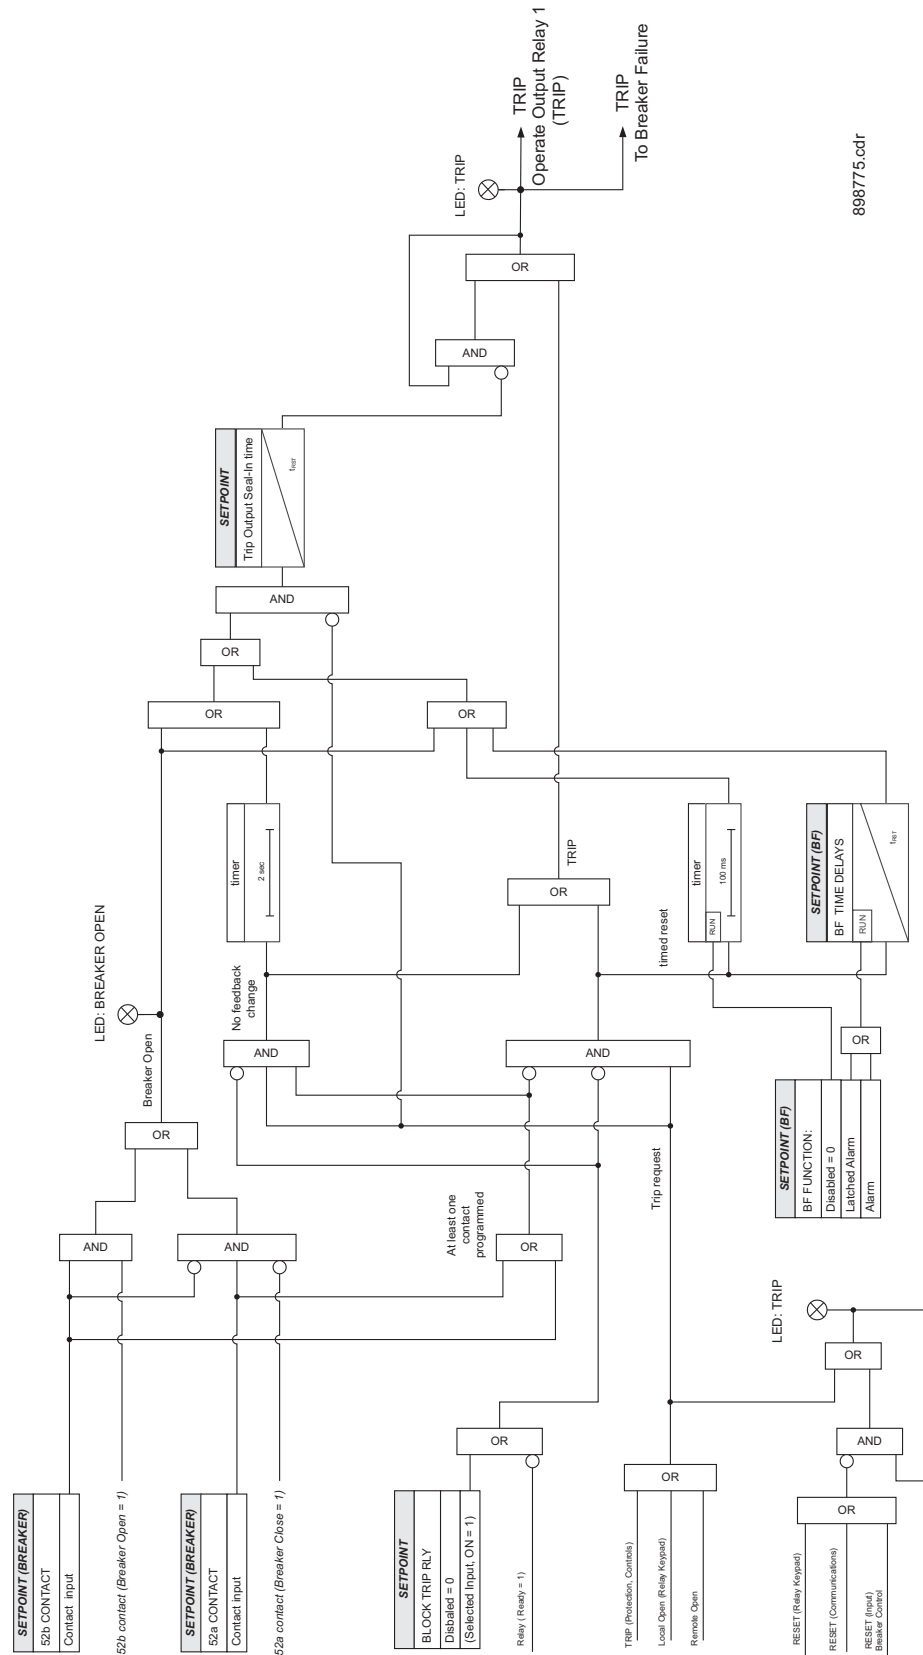 SETPOINT (BREAKER)
52b CONTACT
Contact input
52b contact (Breaker Open = 1)
SETPOINT (BREAKER)
52a CONTACT
Contact input
52a contact (Breaker Close = 1)
SETPOINT
BLOCK TRIP RLY
Disbaled = 0
(Selected Input, ON = 1)
Relay ( Ready = 1)
TRIP (Protection, Controls)
Local Open (Relay Keypad)
Remote Open
RESET (Relay Keypad)
RESET (Communications)
RESET (Input)
Breaker Control
OR
OR
OR
AND
OR
LED: TRIP
AND
AND
OR
At least one
contact
programmed
OR
Breaker Open
LED: BREAKER OPEN
Trip request
SETPOINT (BF)
BF FUNCTION:
Disabled = 0
Latched Alarm
Alarm
OR
AND
AND
No feedback
change
timed reset
timer
2 sec
OR
TRIP
timer
RUN
100 ms
SETPOINT (BF)
BF TIME DELAYS
RUN
tRST
OR
OR
OR
AND
SETPOINT
Trip Output Seal-In time
tRST
AND
OR
LED: TRIP
TRIP
Operate Output Relay 1
(TRIP)
TRIP
To Breaker Failure
898775.cdr